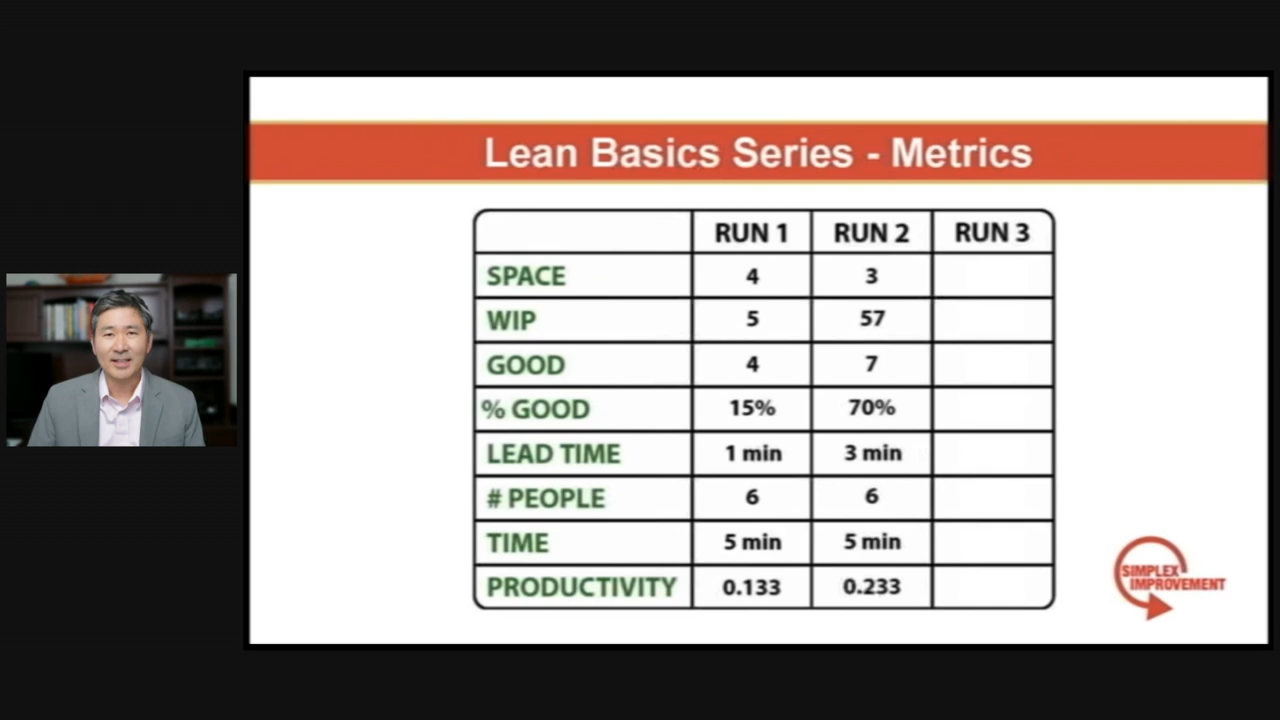 Lean Basics Series - Metrics
RUN 1 RUN 2 RUN 3
SPACE 4 3
WIP 5 57
GOOD 4 7
% GOOD 15% 70%
LEAD TIME 1 min 3 min
# PEOPLE 6 6
TIME 5 min 5 min
PRODUCTIVITY 0.133 0.233
SIMPLEX
IMPROVEMENT